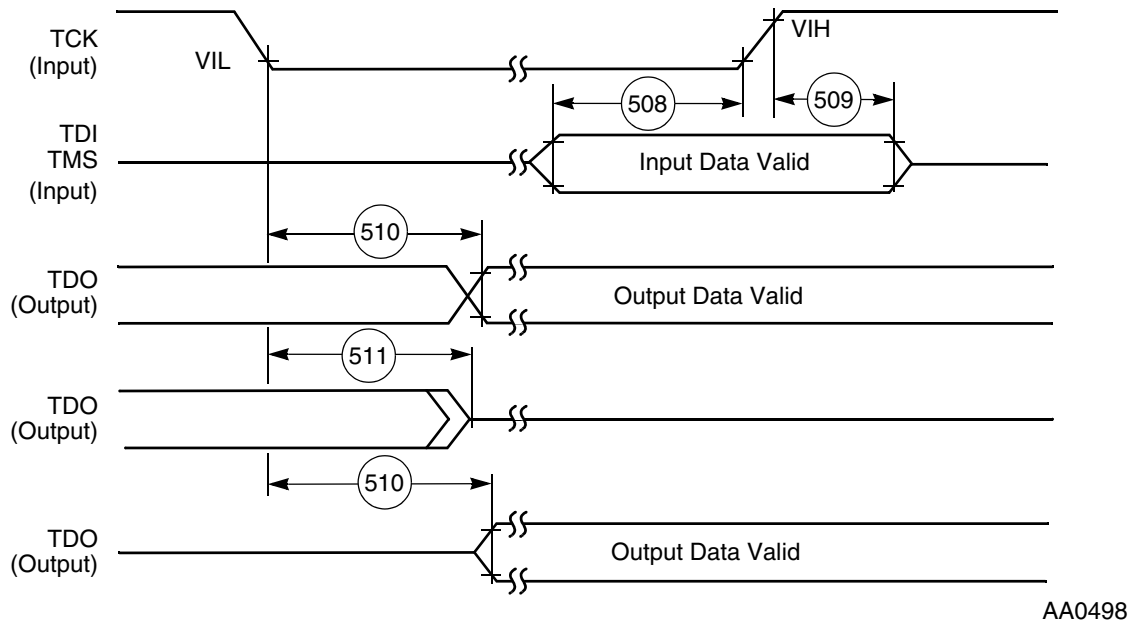 TCK
(Input)
VIL
VIH
508
509
TDI
TMS
(Input)
Input Data Valid
510
TDO
(Output)
Output Data Valid
511
TDO
(Output)
510
TDO
(Output)
Output Data Valid
AA0498